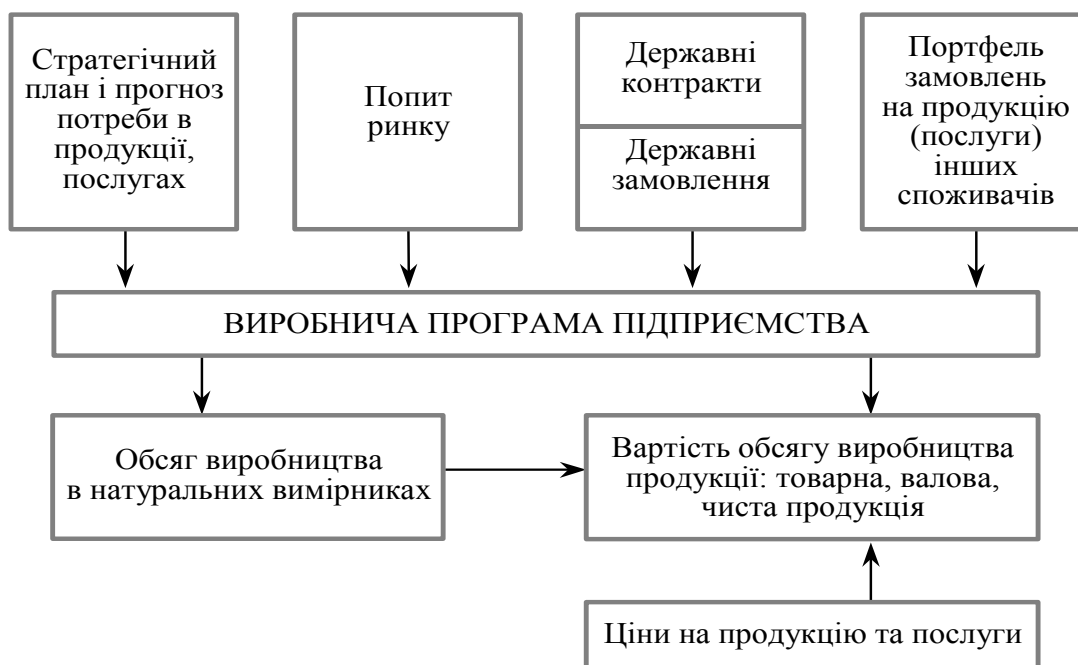 Стратегічний
план і прогноз
потреби в
продукції,
послугах
Попит
ринку
Державні
контракти
Державні
замовлення
Портфель
замовлень
на продукцію
(послуги)
інших
споживачів
ВИРОБНИЧА ПРОГРАМА ПІДПРИЄМСТВА
Обсяг виробництва
в натуральних вимірниках
Вартість обсягу виробництва
продукції: товарна, валова,
чиста продукція
Ціни на продукцію та послуги